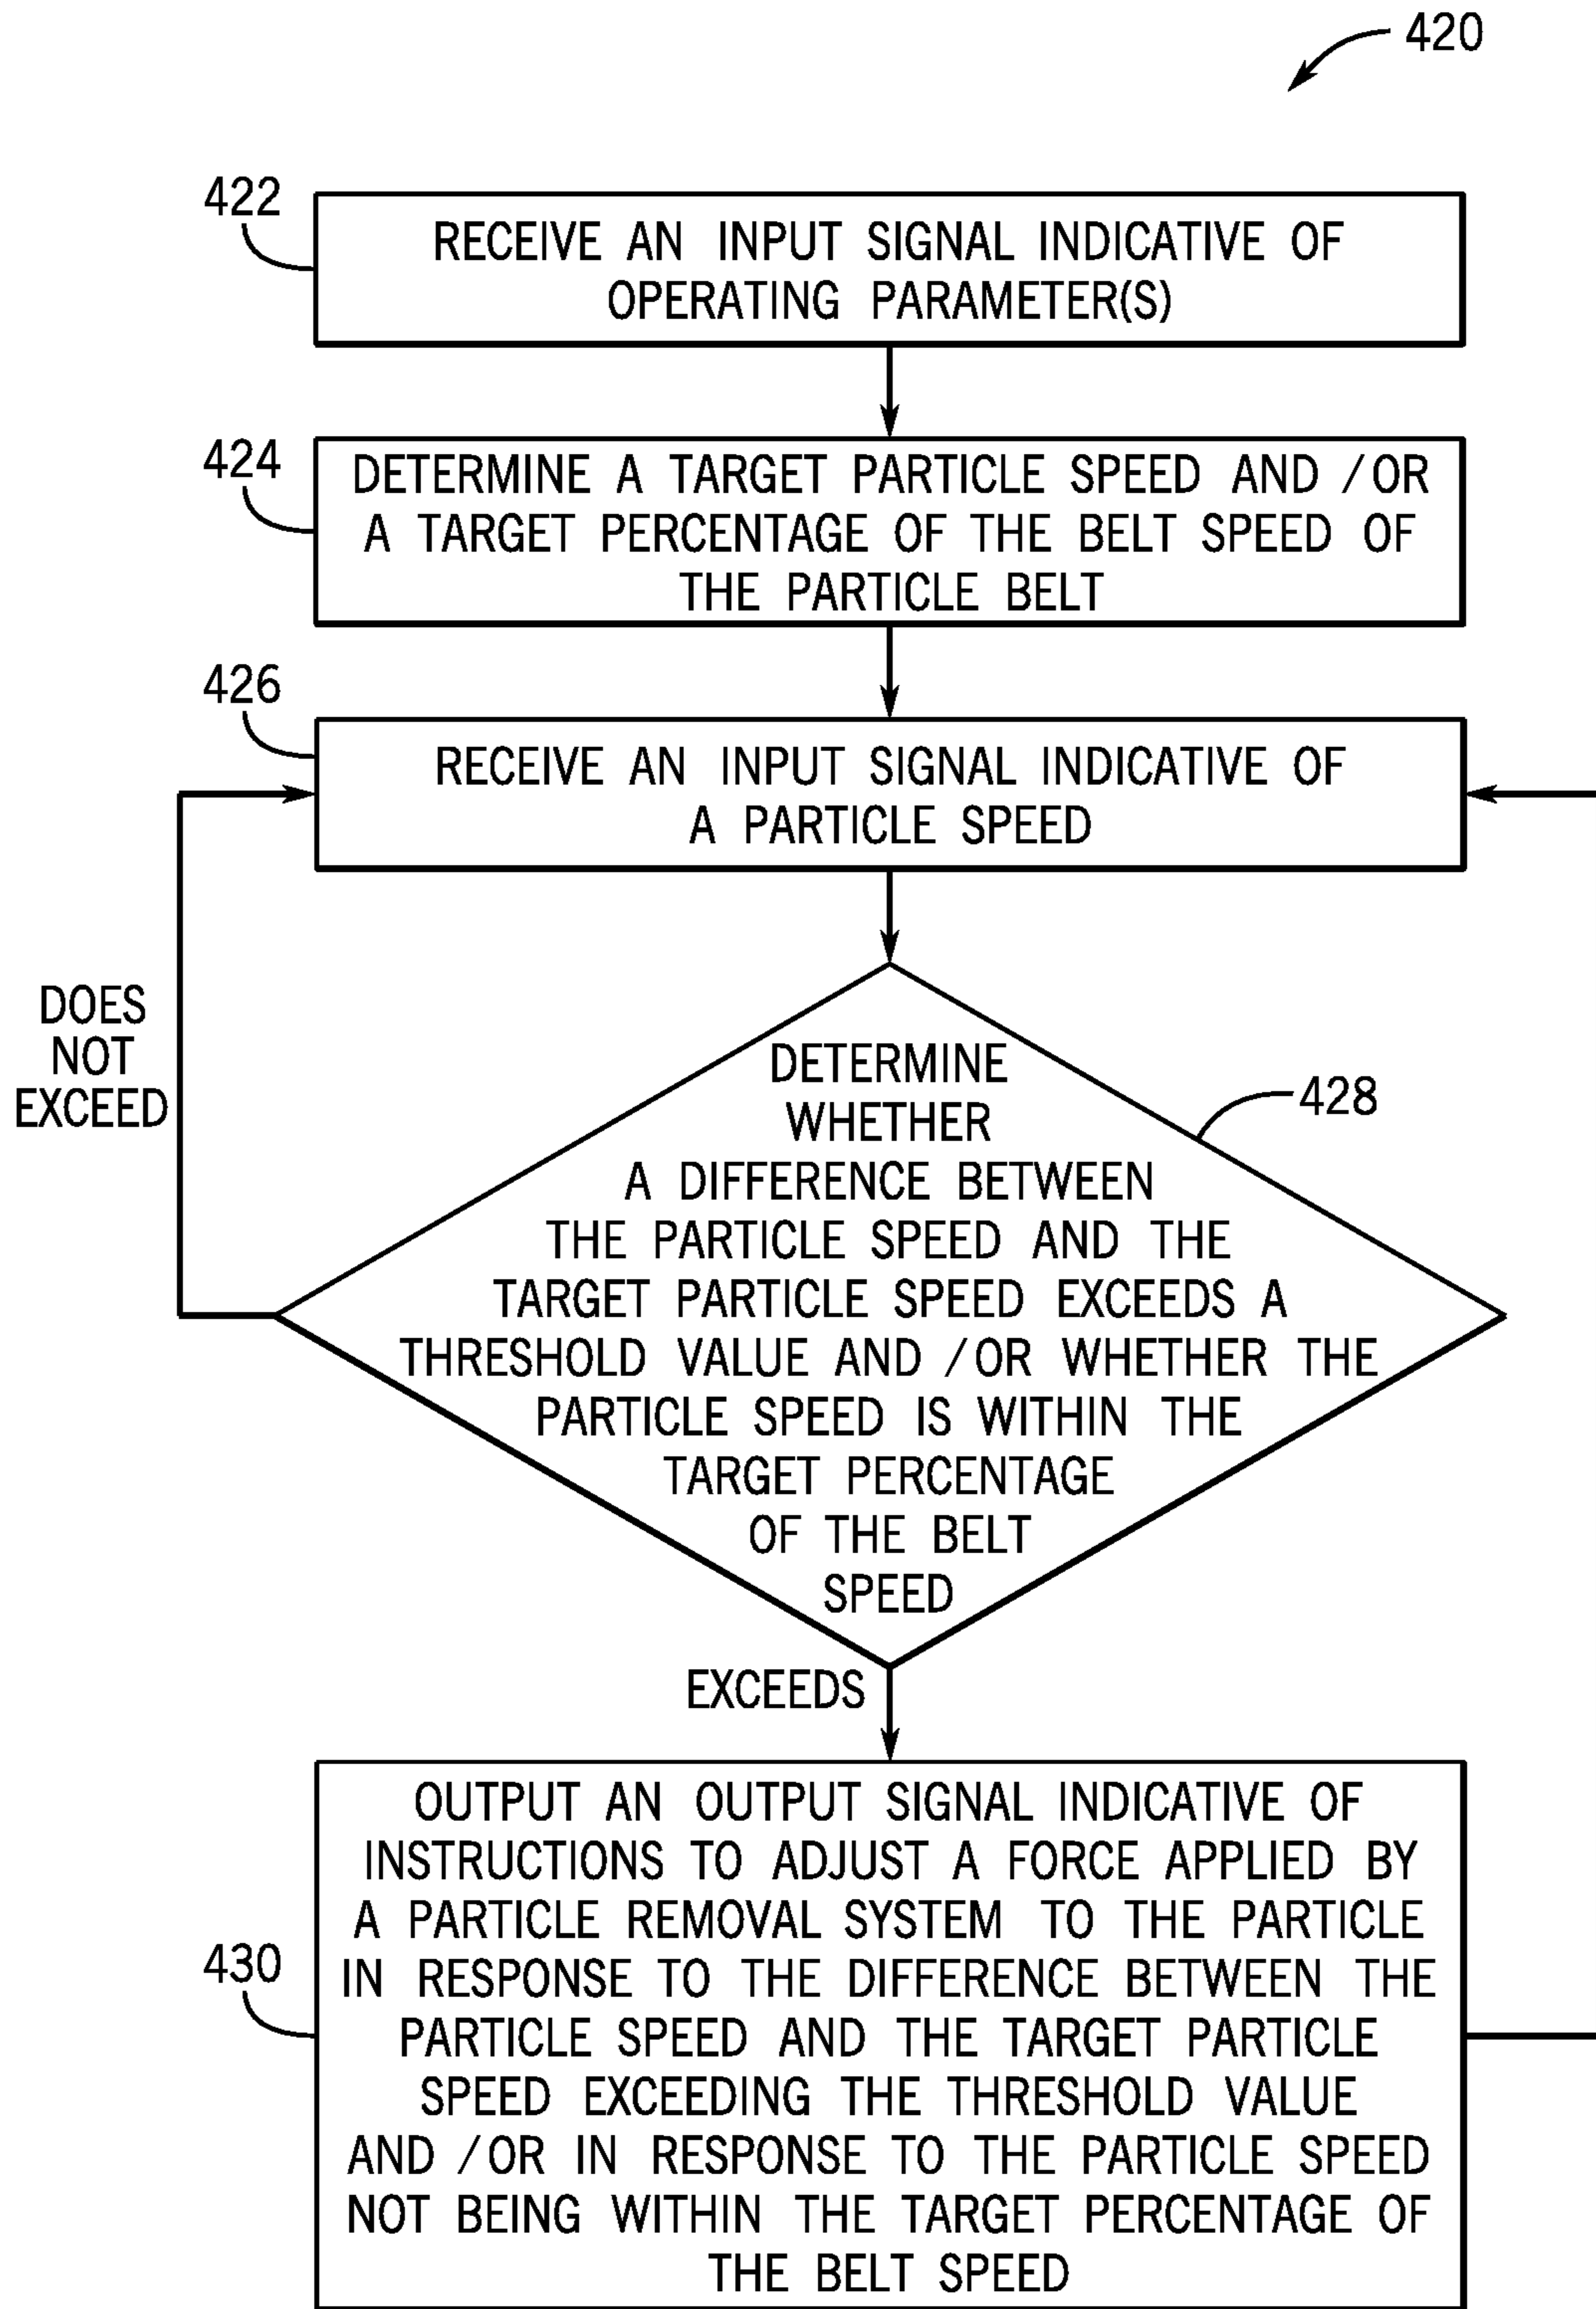 420
422
RECEIVE AN INPUT SIGNAL INDICATIVE OF
OPERATING PARAMETER(S)
424
DETERMINE A TARGET PARTICLE SPEED AND /OR
A TARGET PERCENTAGE OF THE BELT SPEED OF
THE PARTICLE BELT
426
RECEIVE AN INPUT SIGNAL INDICATIVE OF
A PARTICLE SPEED
DOES
NOT
EXCEED
428
DETERMINE
WHETHER
A DIFFERENCE BETWEEN
THE PARTICLE SPEED AND THE
TARGET PARTICLE SPEED EXCEEDS A
THRESHOLD VALUE AND /OR WHETHER THE
PARTICLE SPEED IS WITHIN THE
TARGET PERCENTAGE
OF THE BELT
SPEED
EXCEEDS
430
OUTPUT AN OUTPUT SIGNAL INDICATIVE OF
INSTRUCTIONS TO ADJUST A FORCE APPLIED BY
A PARTICLE REMOVAL SYSTEM TO THE PARTICLE
IN RESPONSE TO THE DIFFERENCE BETWEEN THE
PARTICLE SPEED AND THE TARGET PARTICLE
SPEED EXCEEDING THE THRESHOLD VALUE
AND /OR IN RESPONSE TO THE PARTICLE SPEED
NOT BEING WITHIN THE TARGET PERCENTAGE OF
THE BELT SPEED